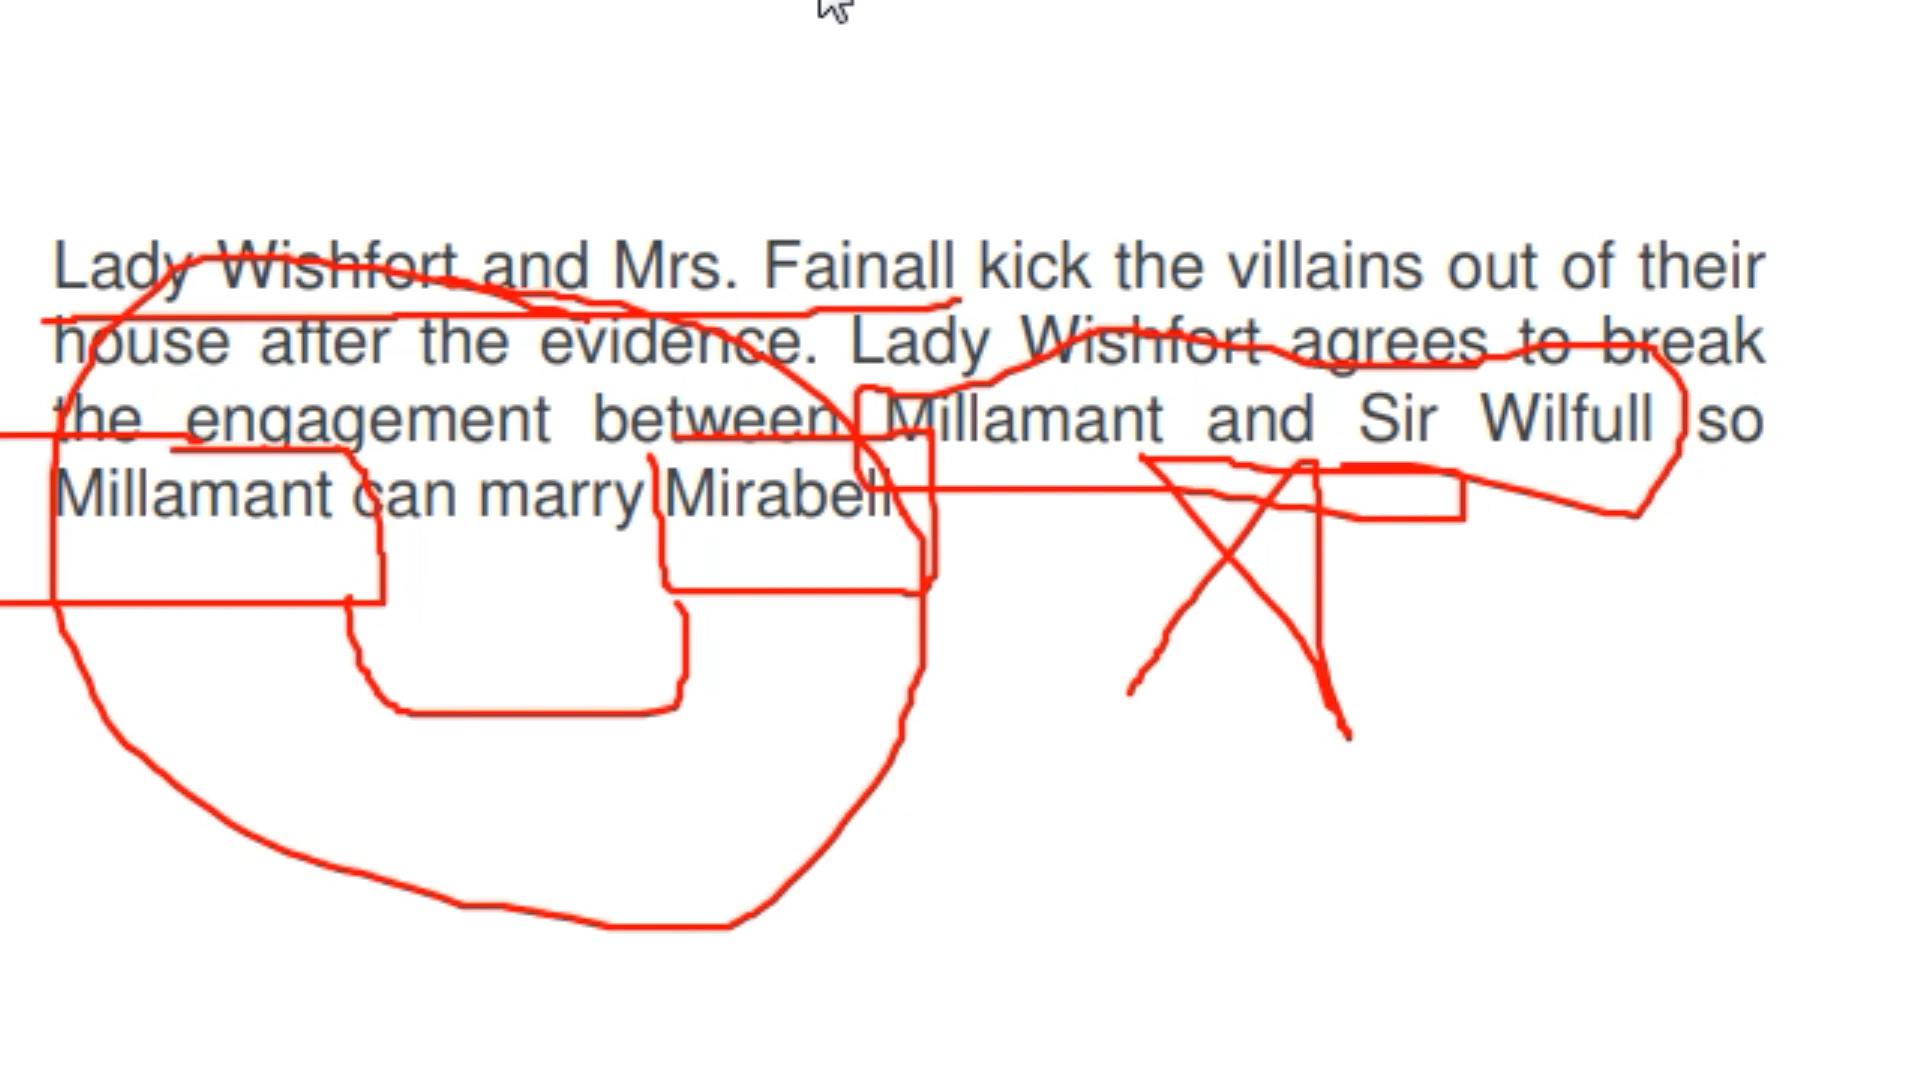 Lady Wishfort and Mrs. Fainall kick the villains out of their
house after the evidence. Lady Wishfort agrees to break
the engagement between Millamant and Sir Wilfull so
Millamant can marry Mirabell